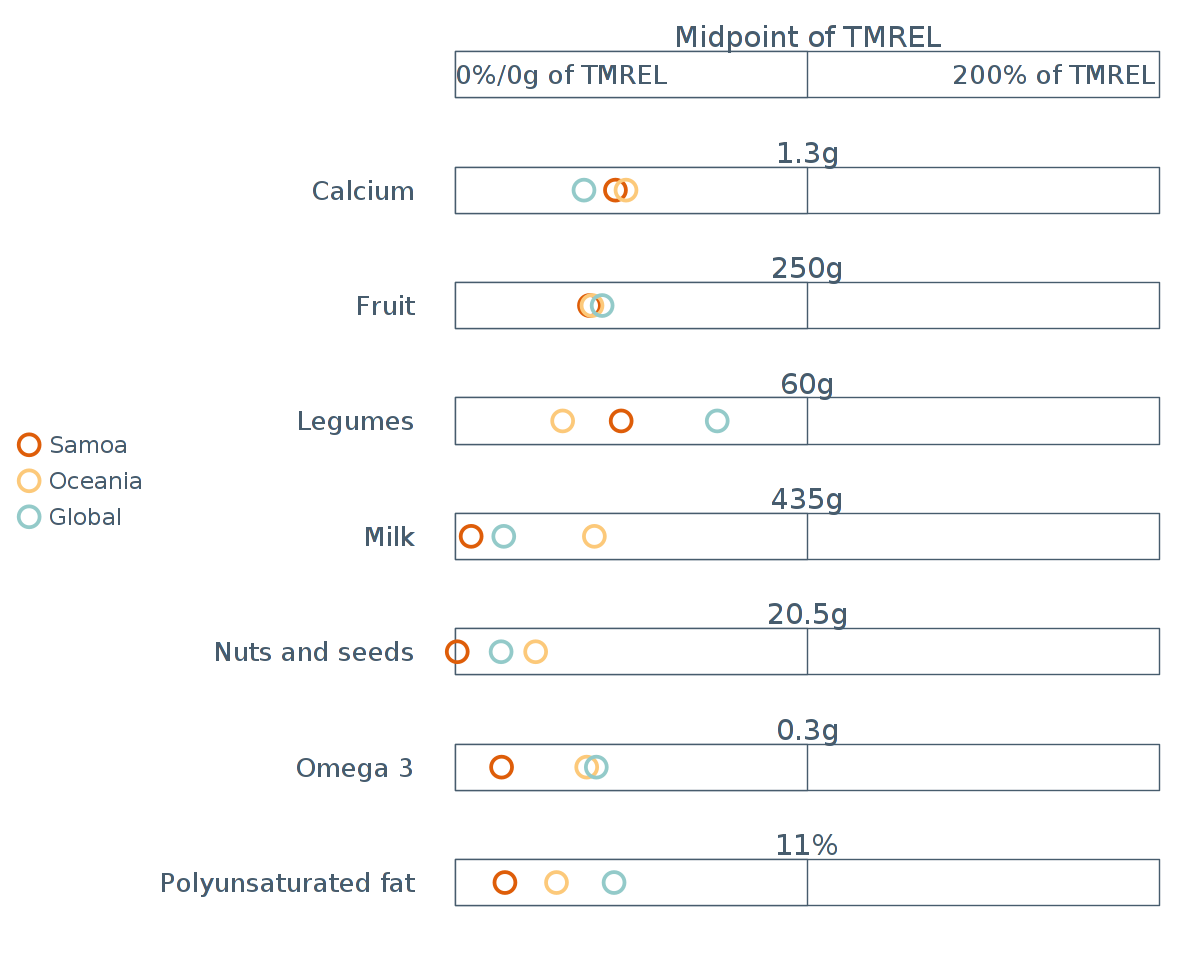 Midpoint of TMREL
0%/0g of TMREL
200% of TMREL
1.3g
Calcium
250g
Fruit
60g
Legumes
Samoa
Oceania
Global
435g
Milk
20.5g
Nuts and seeds
0.3g
Omega 3
11%
Polyunsaturated fat